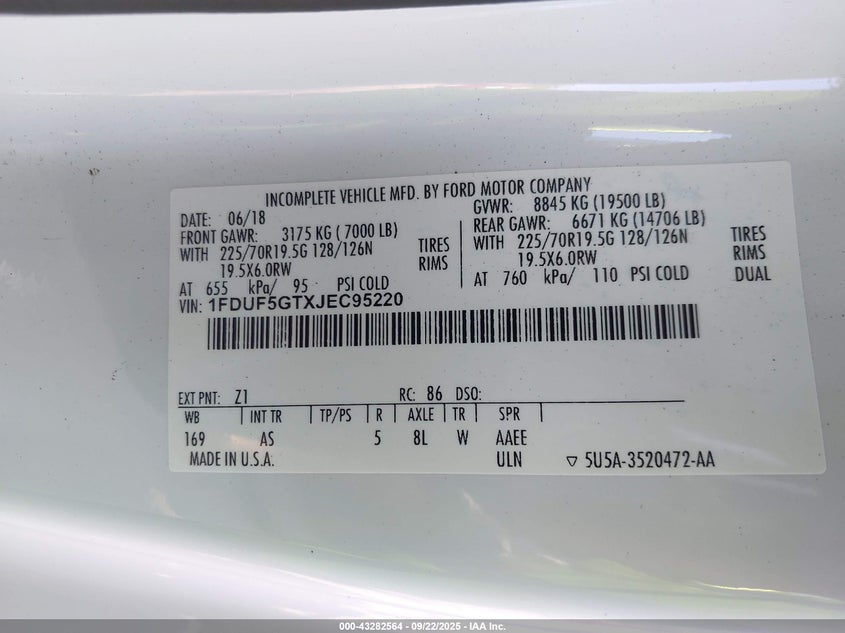 INCOMPLETE VEHICLE MFD. BY FORD MOTOR COMPANY
DATE: 06/18 GVWR: 8845 KG (19500 LB)
FRONT GAWR: 3175 KG ( 7000 LB) REAR GAWR: 6671 KG (14706 LB)
WITH 225/70R19.5G 128/126N TIRES WITH 225/70R19.5G 128/126N TIRES
19.5X6.0RW RIMS 19.5X6.0RW RIMS
AT 655 kPa/ 95 PSI COLD AT 760 kPa/ 110 PSI COLD DUAL
VIN: 1FDUF5GTXJEC95220
EXT PNT: Z1 RC: 86 DSO:
WB INT TR TP/PS R AXLE TR SPR
169 AS 5 8L W AAEE
MADE IN U.S.A. ULN ▽ 5U5A-3520472-AA
000-43282564 - 09/22/2025 - IAA Inc.